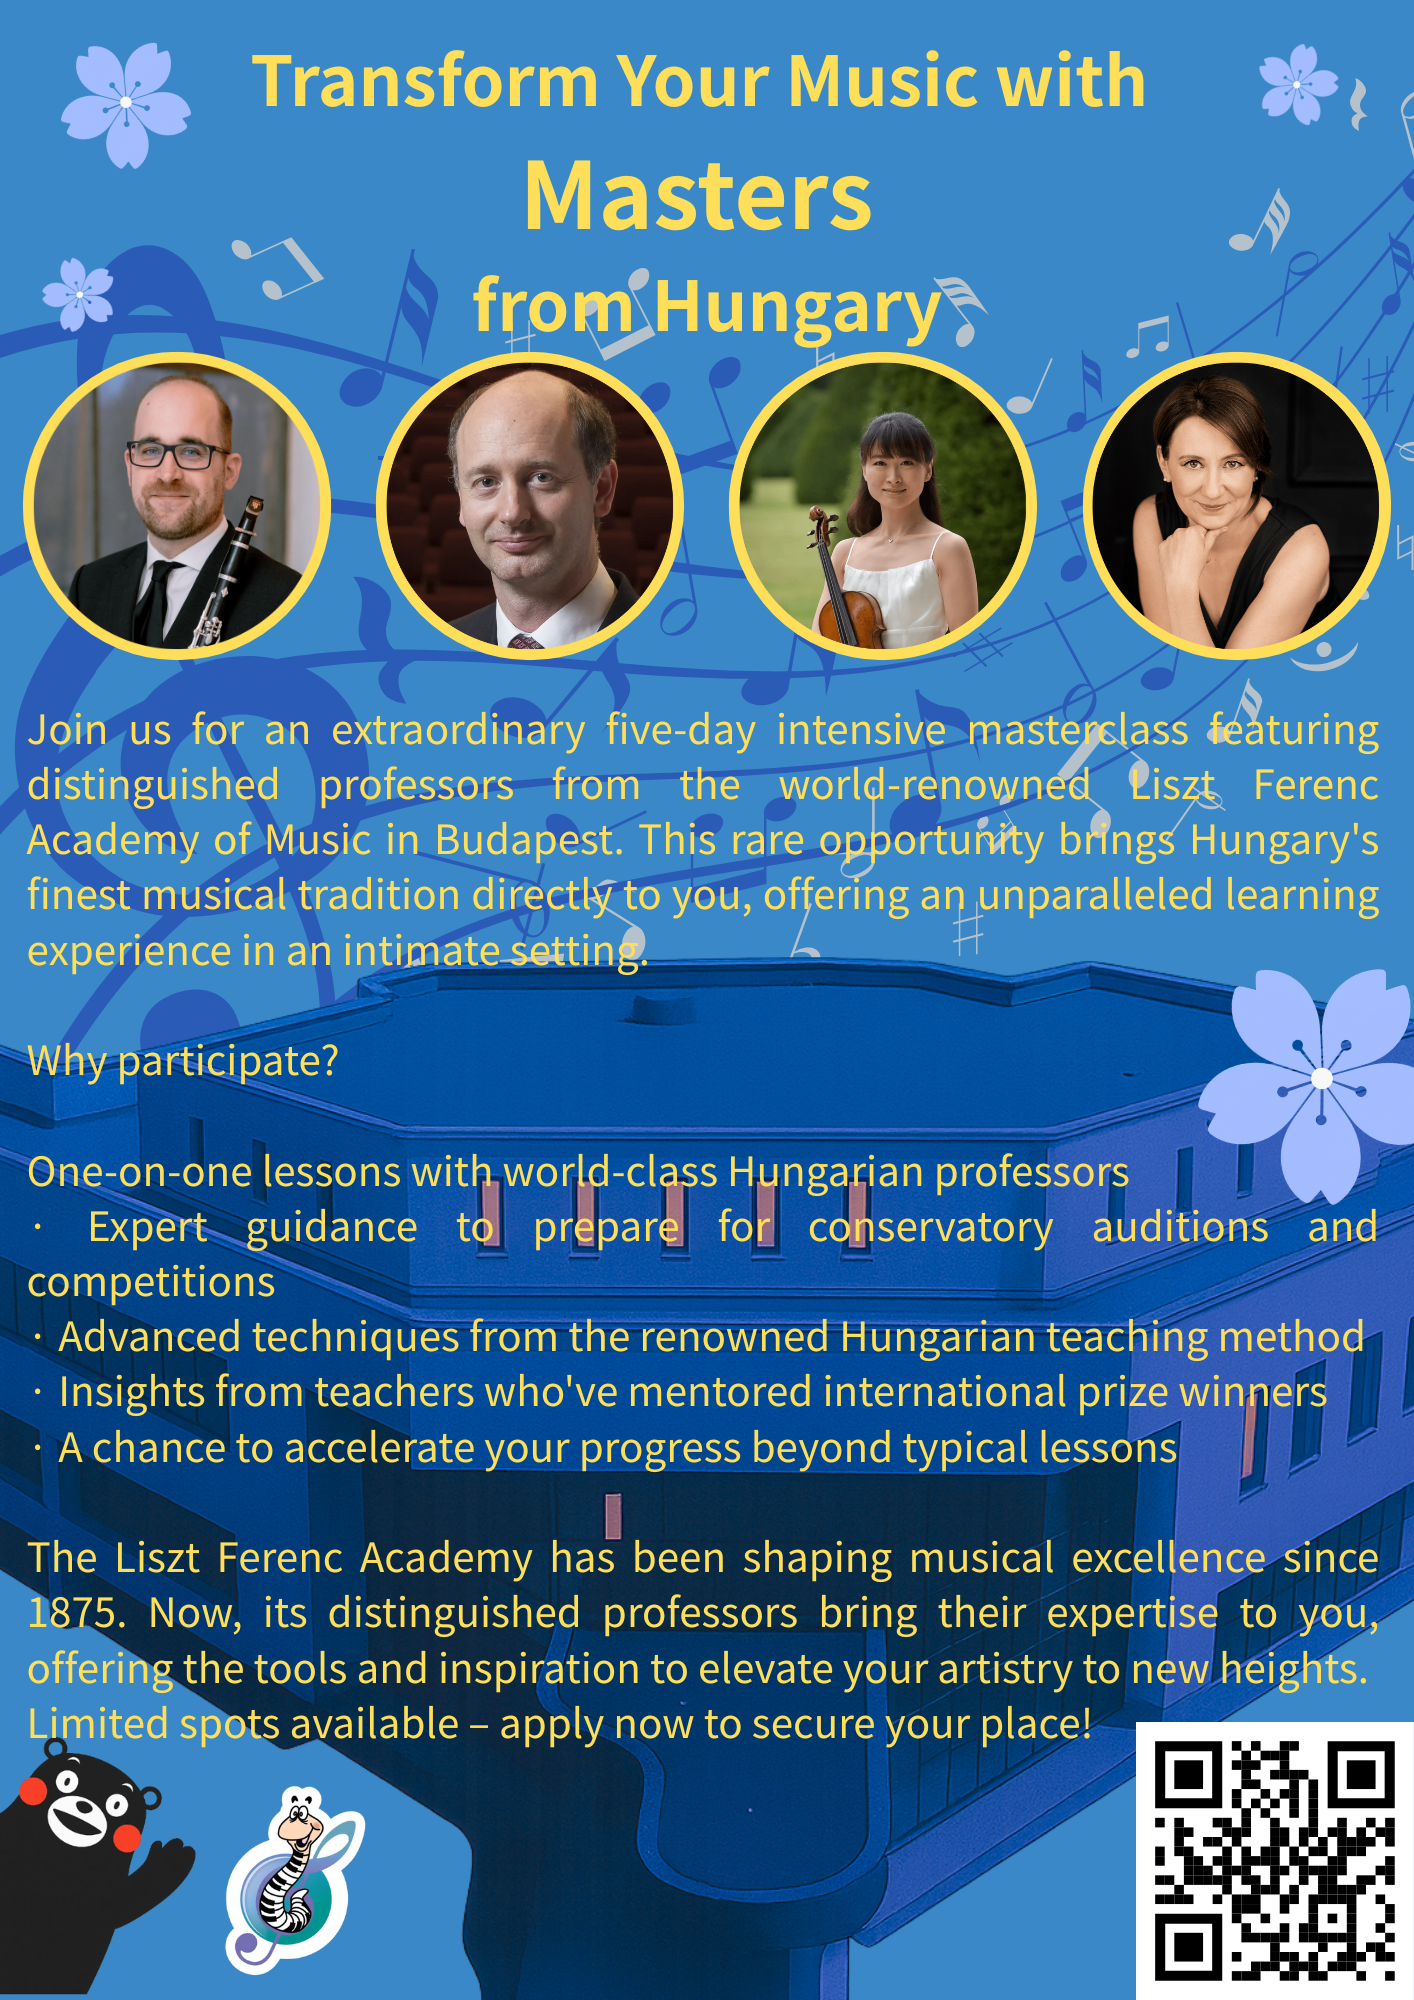 Transform Your Music with
Masters
from Hungary
Join us for an extraordinary five-day intensive masterclass featuring
distinguished professors from the world-renowned Liszt Ferenc
Academy of Music in Budapest. This rare opportunity brings Hungary's
finest musical tradition directly to you, offering an unparalleled learning
experience in an intimate setting.
Why participate?
One-on-one lessons with world-class Hungarian professors
· Expert guidance to prepare for conservatory auditions and
competitions
· Advanced techniques from the renowned Hungarian teaching method
· Insights from teachers who've mentored international prize winners
· A chance to accelerate your progress beyond typical lessons
The Liszt Ferenc Academy has been shaping musical excellence since
1875. Now, its distinguished professors bring their expertise to you,
offering the tools and inspiration to elevate your artistry to new heights.
Limited spots available – apply now to secure your place!